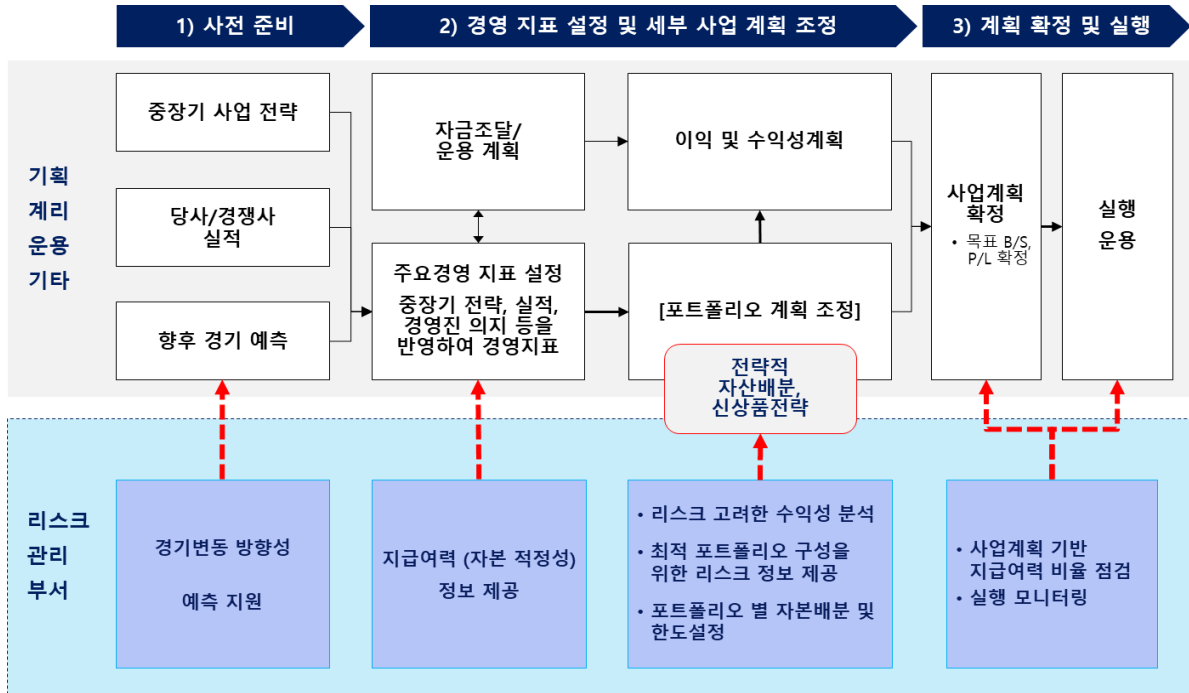 1) 사전 준비
2) 경영 지표 설정 및 세부 사업 계획 조정
3) 계획 확정 및 실행
기획
계리
운용
기타
중장기 사업 전략
당사/경쟁사
실적
향후 경기 예측
자금조달/
운용 계획
주요경영 지표 설정
중장기 전략, 실적,
경영진 의지 등을
반영하여 경영지표
이익 및 수익성계획
[포트폴리오 계획 조정]
전략적
자산배분,
신상품전략
사업계획
확정
• 목표 B/S,
P/L 확정
실행
운용
리스크
관리
부서
경기변동 방향성
예측 지원
지급여력 (자본 적정성)
정보 제공
• 리스크 고려한 수익성 분석
• 최적 포트폴리오 구성을
위한 리스크 정보 제공
• 포트폴리오 별 자본배분 및
한도설정
• 사업계획 기반
지급여력 비율 점검
• 실행 모니터링